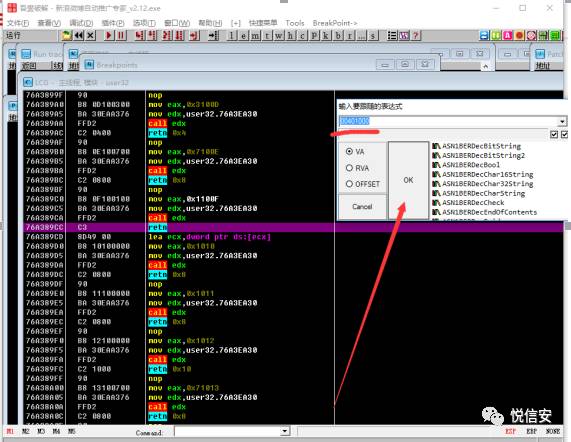 吾爱破解 - 新浪微博自动推广专家_v2.12.exe
文件(F) 查看(V) 调试(D) 插件(P) 选项(T) 窗口(W) 帮助(H) [+] 快捷菜单 Tools BreakPoint->
运行
l e m t w h c p k b r ... s
Run trac
Breakpoints
Patch
返回
地址
LCG - 主线程, 模块 - user32
76A3899F 90 nop
76A389A0 B8 0D100300 mov eax,0x3100D
76A389A5 BA 30EAA376 mov edx,user32.76A3EA30
76A389AA FFD2 call edx
76A389AC C2 0400 retn 0x4
76A389AF 90 nop
76A389B0 B8 0E100700 mov eax,0x7100E
76A389B5 BA 30EAA376 mov edx,user32.76A3EA30
76A389BA FFD2 call edx
76A389BC C2 0800 retn 0x8
76A389BF 90 nop
76A389C0 B8 0F100100 mov eax,0x1100F
76A389C5 BA 30EAA376 mov edx,user32.76A3EA30
76A389CA FFD2 call edx
76A389CC C3 retn
76A389CD 8D49 00 lea ecx,dword ptr ds:[ecx]
76A389D0 B8 10100000 mov eax,0x1010
76A389D5 BA 30EAA376 mov edx,user32.76A3EA30
76A389DA FFD2 call edx
76A389DC C2 0800 retn 0x8
76A389DF 90 nop
76A389E0 B8 11100000 mov eax,0x1011
76A389E5 BA 30EAA376 mov edx,user32.76A3EA30
76A389EA FFD2 call edx
76A389EC C2 0800 retn 0x8
76A389EF 90 nop
76A389F0 B8 12100000 mov eax,0x1012
76A389F5 BA 30EAA376 mov edx,user32.76A3EA30
76A389FA FFD2 call edx
76A389FC C2 1000 retn 0x10
76A389FF 90 nop
76A38A00 B8 13100700 mov eax,0x71013
76A38A05 BA 30EAA376 mov edx,user32.76A3EA30
76A38A0A FFD2 call edx
76A38A0C C2 0800 retn 0x8
输入要跟随的表达式
00401000
VA
RVA
OFFSET
OK
Cancel
ASN1BERDecBitString
ASN1BERDecBitString2
ASN1BERDecBool
ASN1BERDecChar16String
ASN1BERDecChar32String
ASN1BERDecCharString
ASN1BERDecCheck
ASN1BERDecEndOfContents
悦信安
M1 M2 M3 M4 M5 Command: ESP EBP NONE